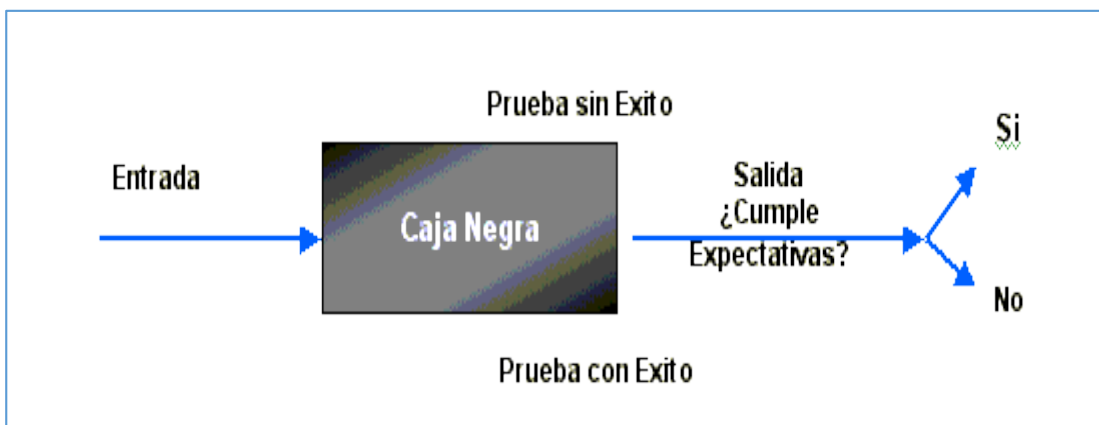 Prueba sin Exito
Si
Entrada
Salida
¿Cumple
Expectativas?
Caja Negra
No
Prueba con Exito